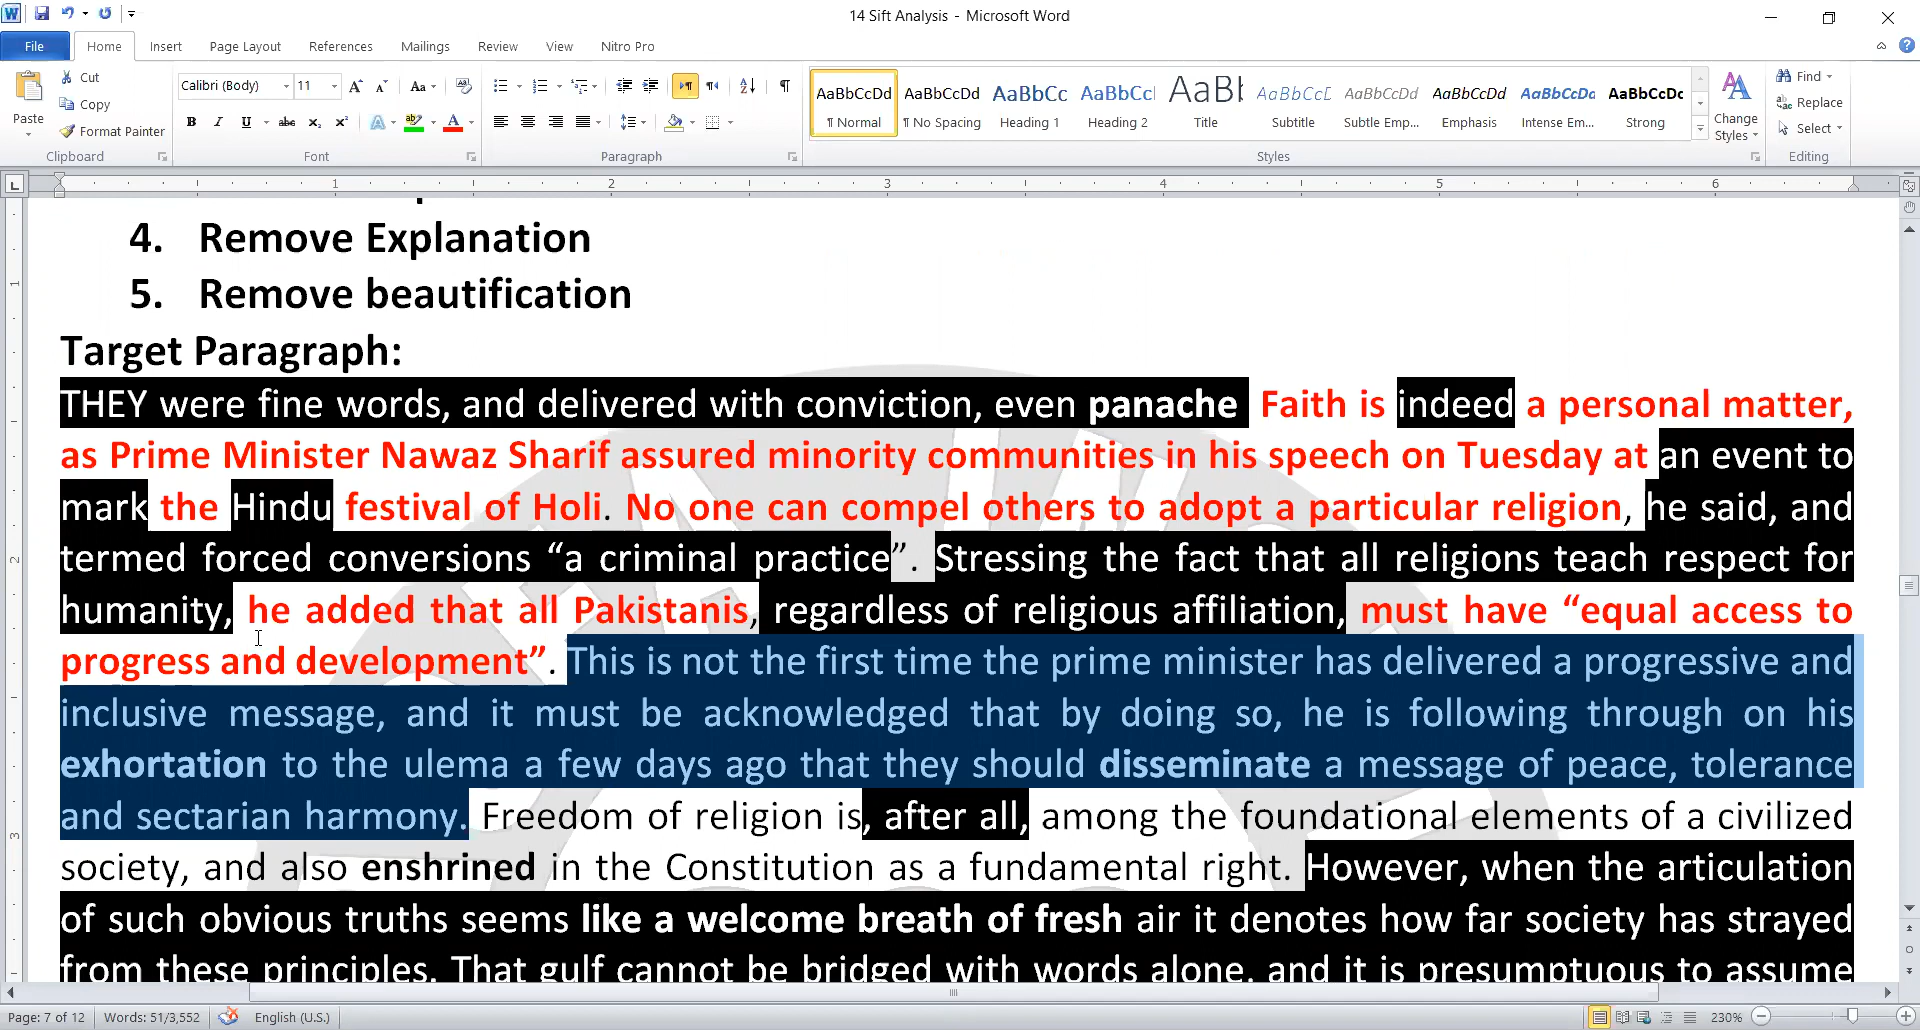 14 Sift Analysis - Microsoft Word
File Home Insert Page Layout References Mailings Review View Nitro Pro
Paste Cut Copy Format Painter
Calibri (Body) 11
AaBbCcDd AaBbCcDd AaBbCc AaBbCc AaBb AaBbCcD AaBbCcDd AaBbCcDd AaBbCcDd AaBbCcDc
¶ Normal ¶ No Spacing Heading 1 Heading 2 Title Subtitle Subtle Emp... Emphasis Intense Em... Strong
Change Styles
Find Replace Select
Clipboard Font Paragraph Styles Editing
1 2 3 4 5 6
4. Remove Explanation
5. Remove beautification
Target Paragraph:
THEY were fine words, and delivered with conviction, even panache Faith is indeed a personal matter,
as Prime Minister Nawaz Sharif assured minority communities in his speech on Tuesday at an event to
mark the Hindu festival of Holi. No one can compel others to adopt a particular religion, he said, and
termed forced conversions “a criminal practice”. Stressing the fact that all religions teach respect for
humanity, he added that all Pakistanis, regardless of religious affiliation, must have “equal access to
progress and development”. This is not the first time the prime minister has delivered a progressive and
inclusive message, and it must be acknowledged that by doing so, he is following through on his
exhortation to the ulema a few days ago that they should disseminate a message of peace, tolerance
and sectarian harmony. Freedom of religion is, after all, among the foundational elements of a civilized
society, and also enshrined in the Constitution as a fundamental right. However, when the articulation
of such obvious truths seems like a welcome breath of fresh air it denotes how far society has strayed
from these principles. That gulf cannot be bridged with words alone, and it is presumptuous to assume
Page: 7 of 12 Words: 51/3,552 English (U.S.) 230%